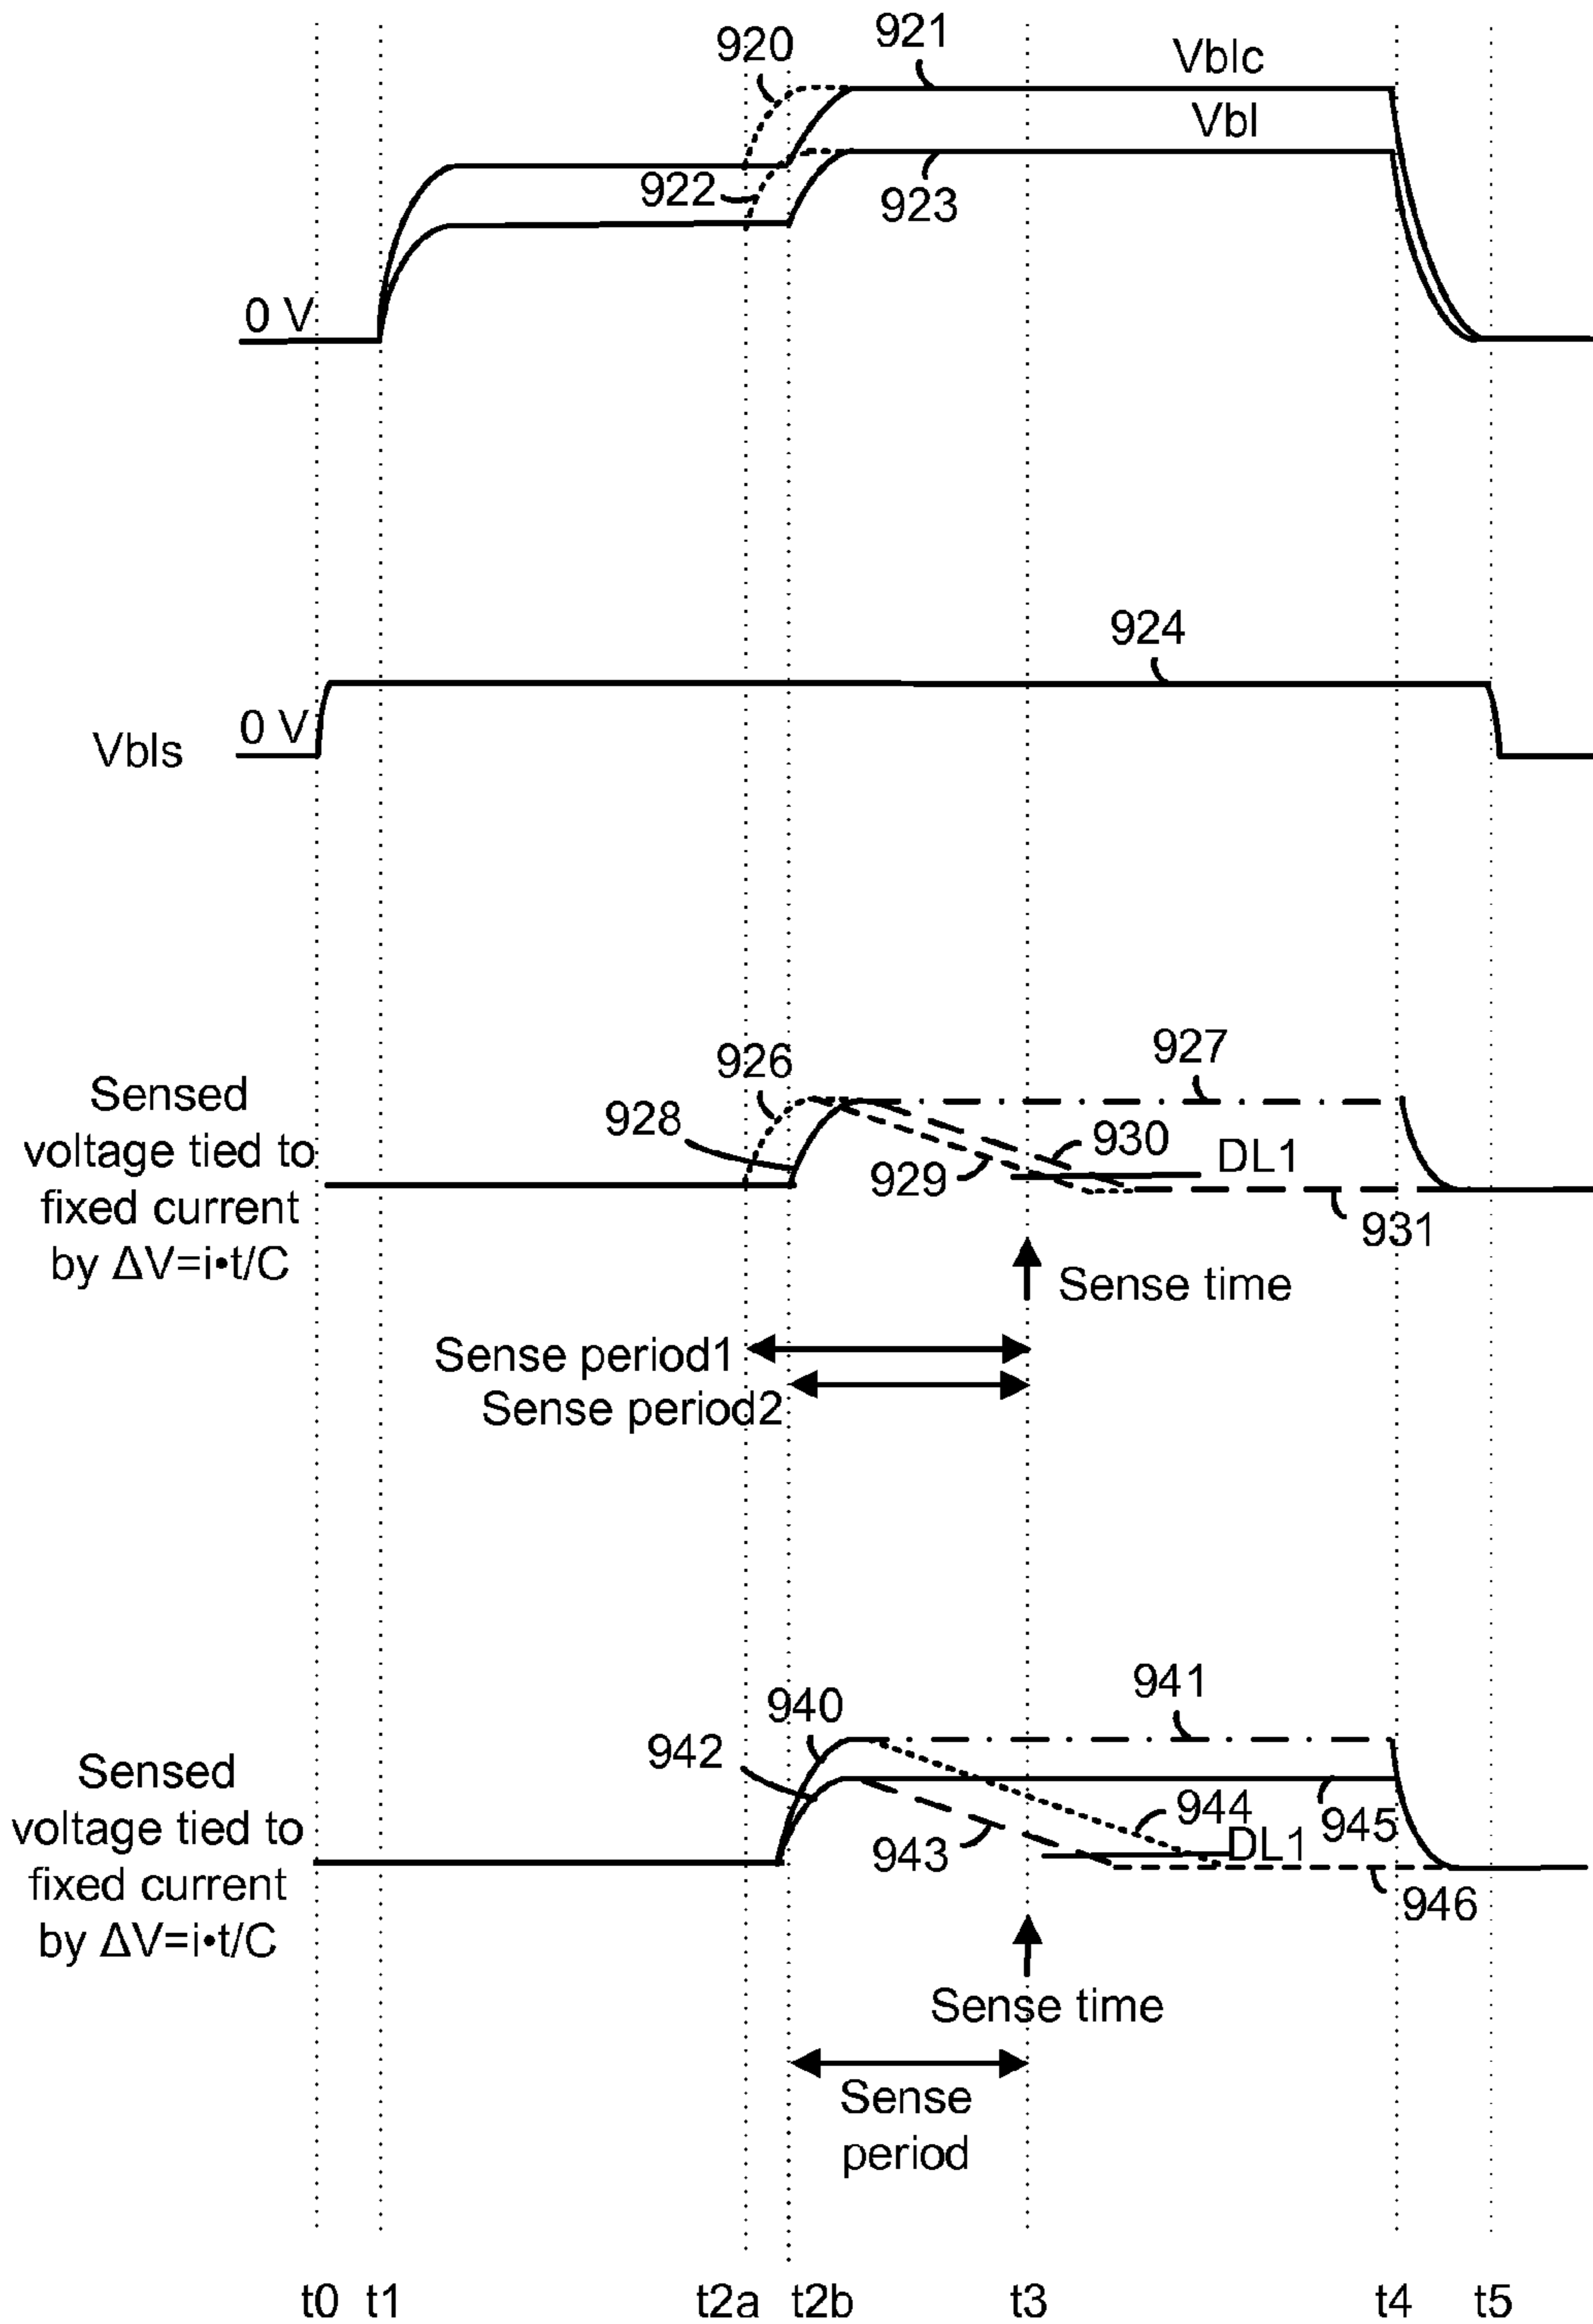 920
921
Vblc
Vbl
922
923
0 V
924
0 V
Vbls
926
927
Sensed
voltage tied to
fixed current
by ΔV=i•t/C
928
929
930
DL1
931
Sense time
Sense period1
Sense period2
940
941
942
Sensed
voltage tied to
fixed current
by ΔV=i•t/C
943
944
DL1
945
946
Sense time
Sense
period
t0 t1 t2a t2b t3 t4 t5